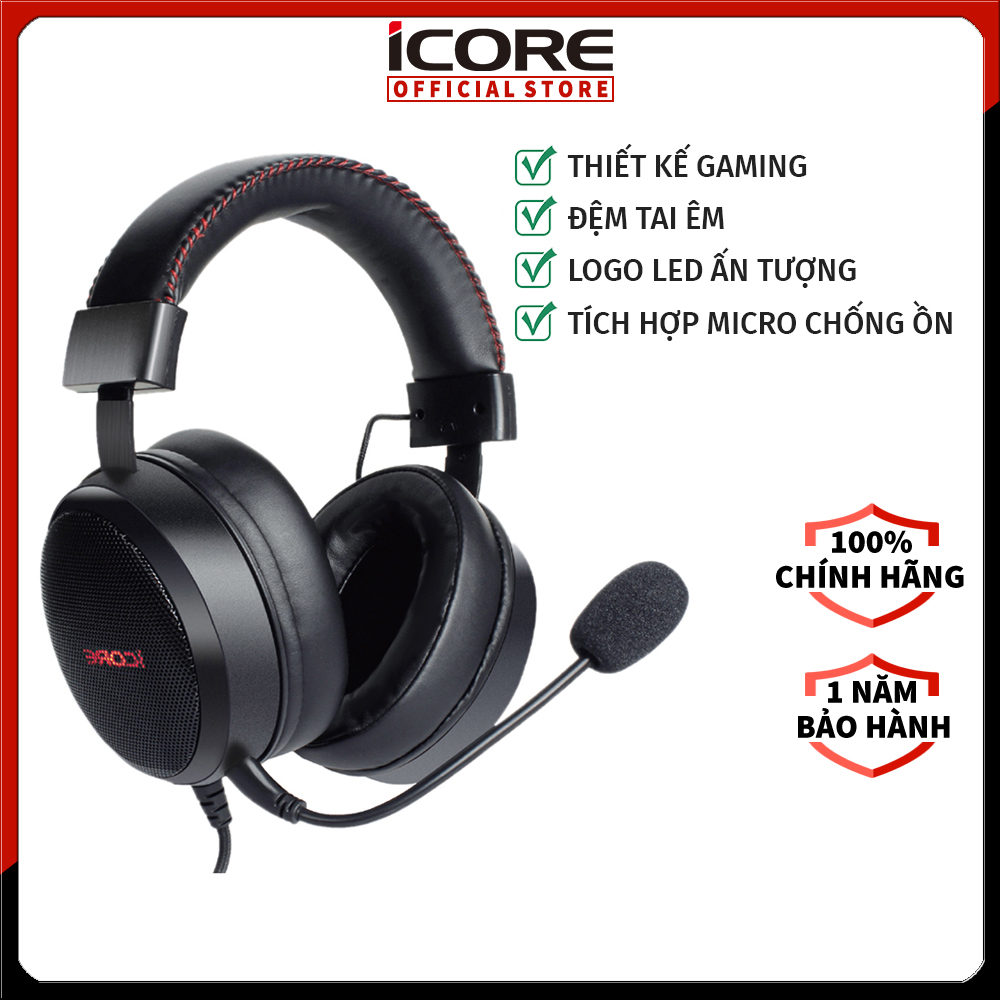 iCORE
OFFICIAL STORE
THIẾT KẾ GAMING
ĐỆM TAI ÊM
LOGO LED ẤN TƯỢNG
TÍCH HỢP MICRO CHỐNG ỒN
100%
CHÍNH HÃNG
1 NĂM
BẢO HÀNH
iCORE